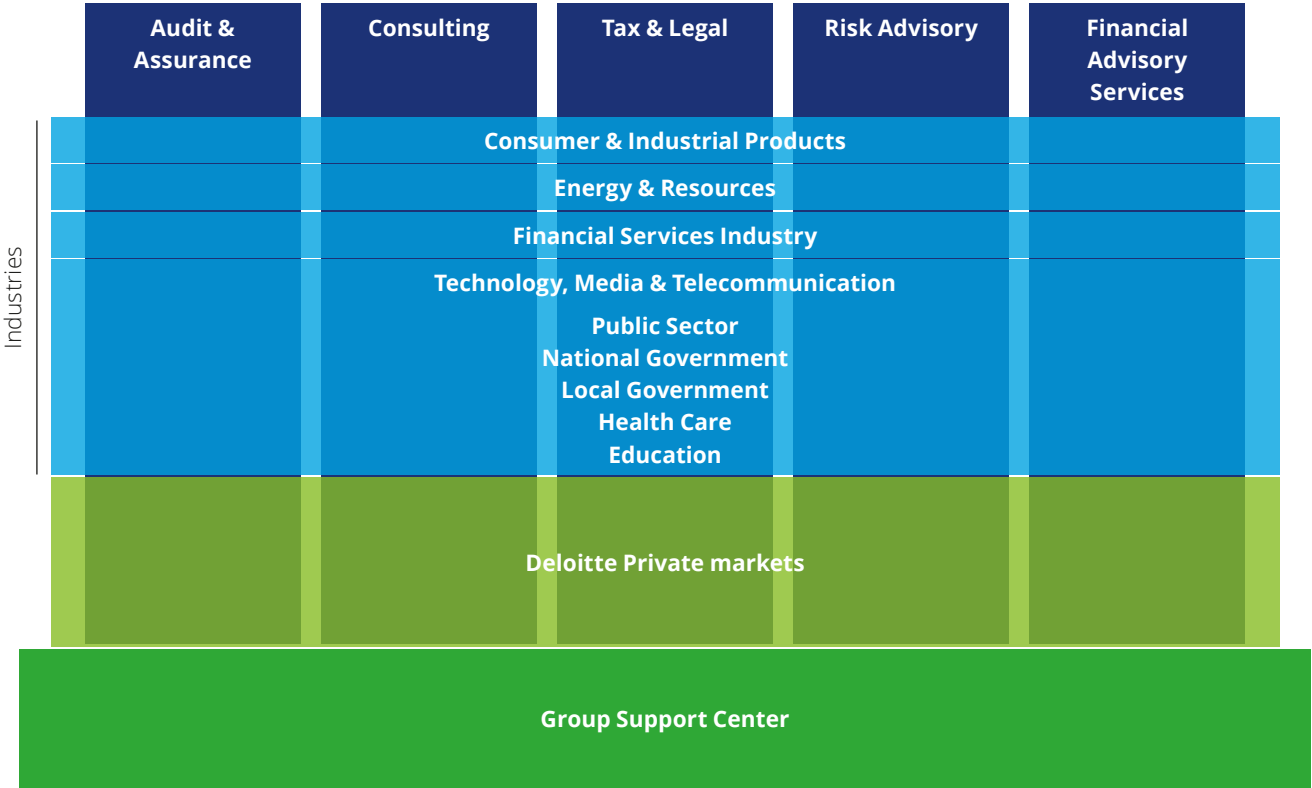 Audit &
Assurance
Consulting
Tax & Legal
Risk Advisory
Financial
Advisory
Services
Industries
Consumer & Industrial Products
Energy & Resources
Financial Services Industry
Technology, Media & Telecommunication
Public Sector
National Government
Local Government
Health Care
Education
Deloitte Private markets
Group Support Center